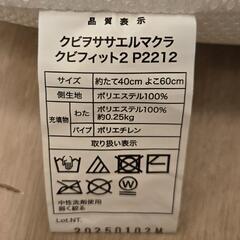 品質表示
クビヲササエルマクラ
クビフィット2 P2212
サイズ 約たて40cm よこ60cm
側生地 ポリエステル100%
充填物 わた ポリエステル100% 約0.25kg
パイプ ポリエチレン
取り扱い表示
中性洗剤使用
弱く絞る
Lot.NT.
20250102M